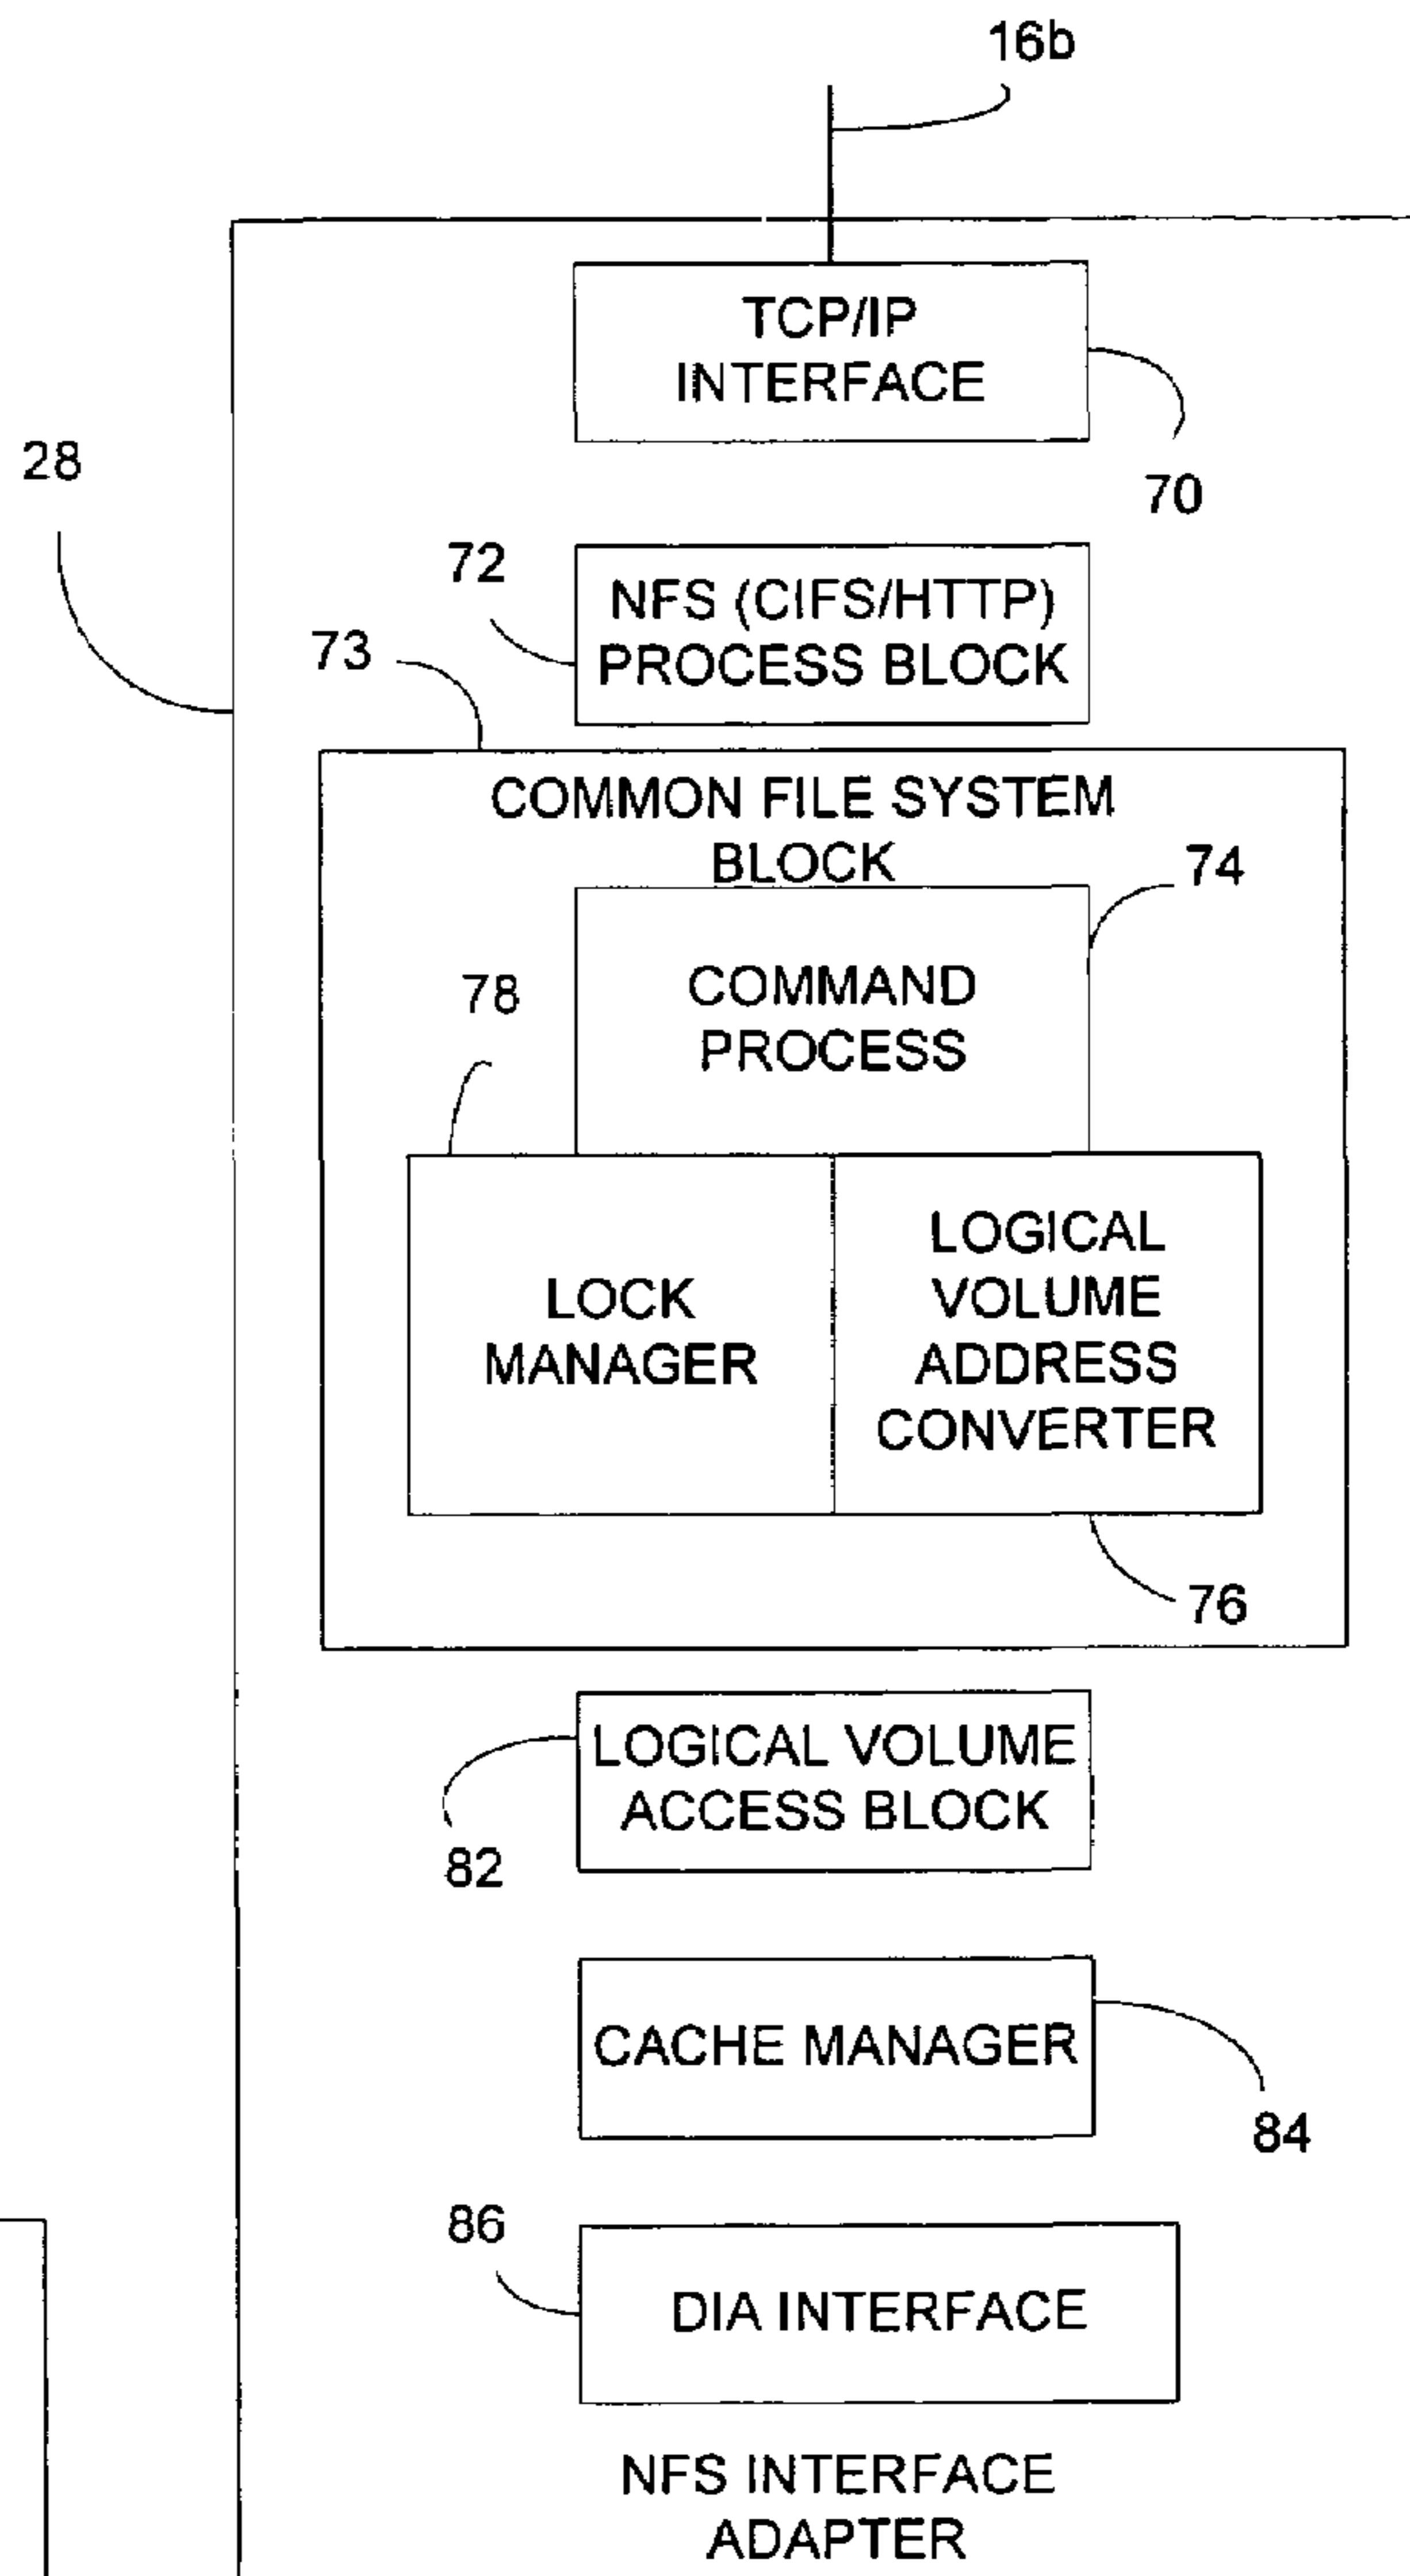 16b
TCP/IP
INTERFACE
70
28
72
NFS (CIFS/HTTP)
PROCESS BLOCK
73
COMMON FILE SYSTEM
BLOCK
74
COMMAND
PROCESS
78
LOCK
MANAGER
LOGICAL
VOLUME
ADDRESS
CONVERTER
76
LOGICAL VOLUME
ACCESS BLOCK
82
CACHE MANAGER
84
86
DIA INTERFACE
NFS INTERFACE
ADAPTER